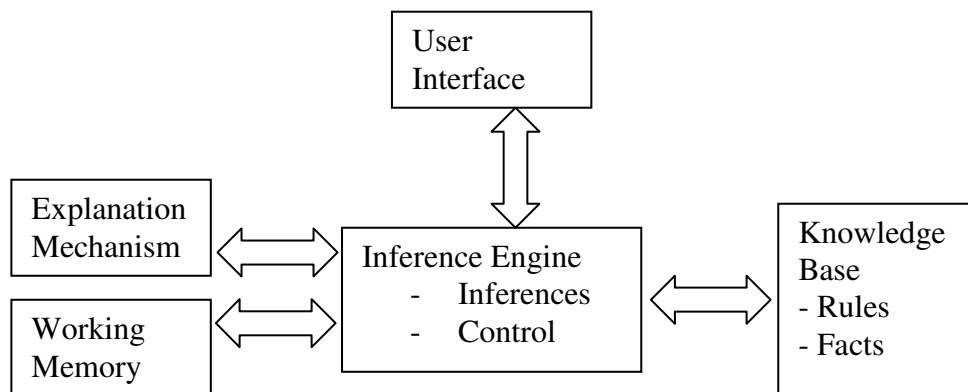 User
Interface
Explanation
Mechanism
Inference Engine
- Inferences
- Control
Knowledge
Base
- Rules
- Facts
Working
Memory